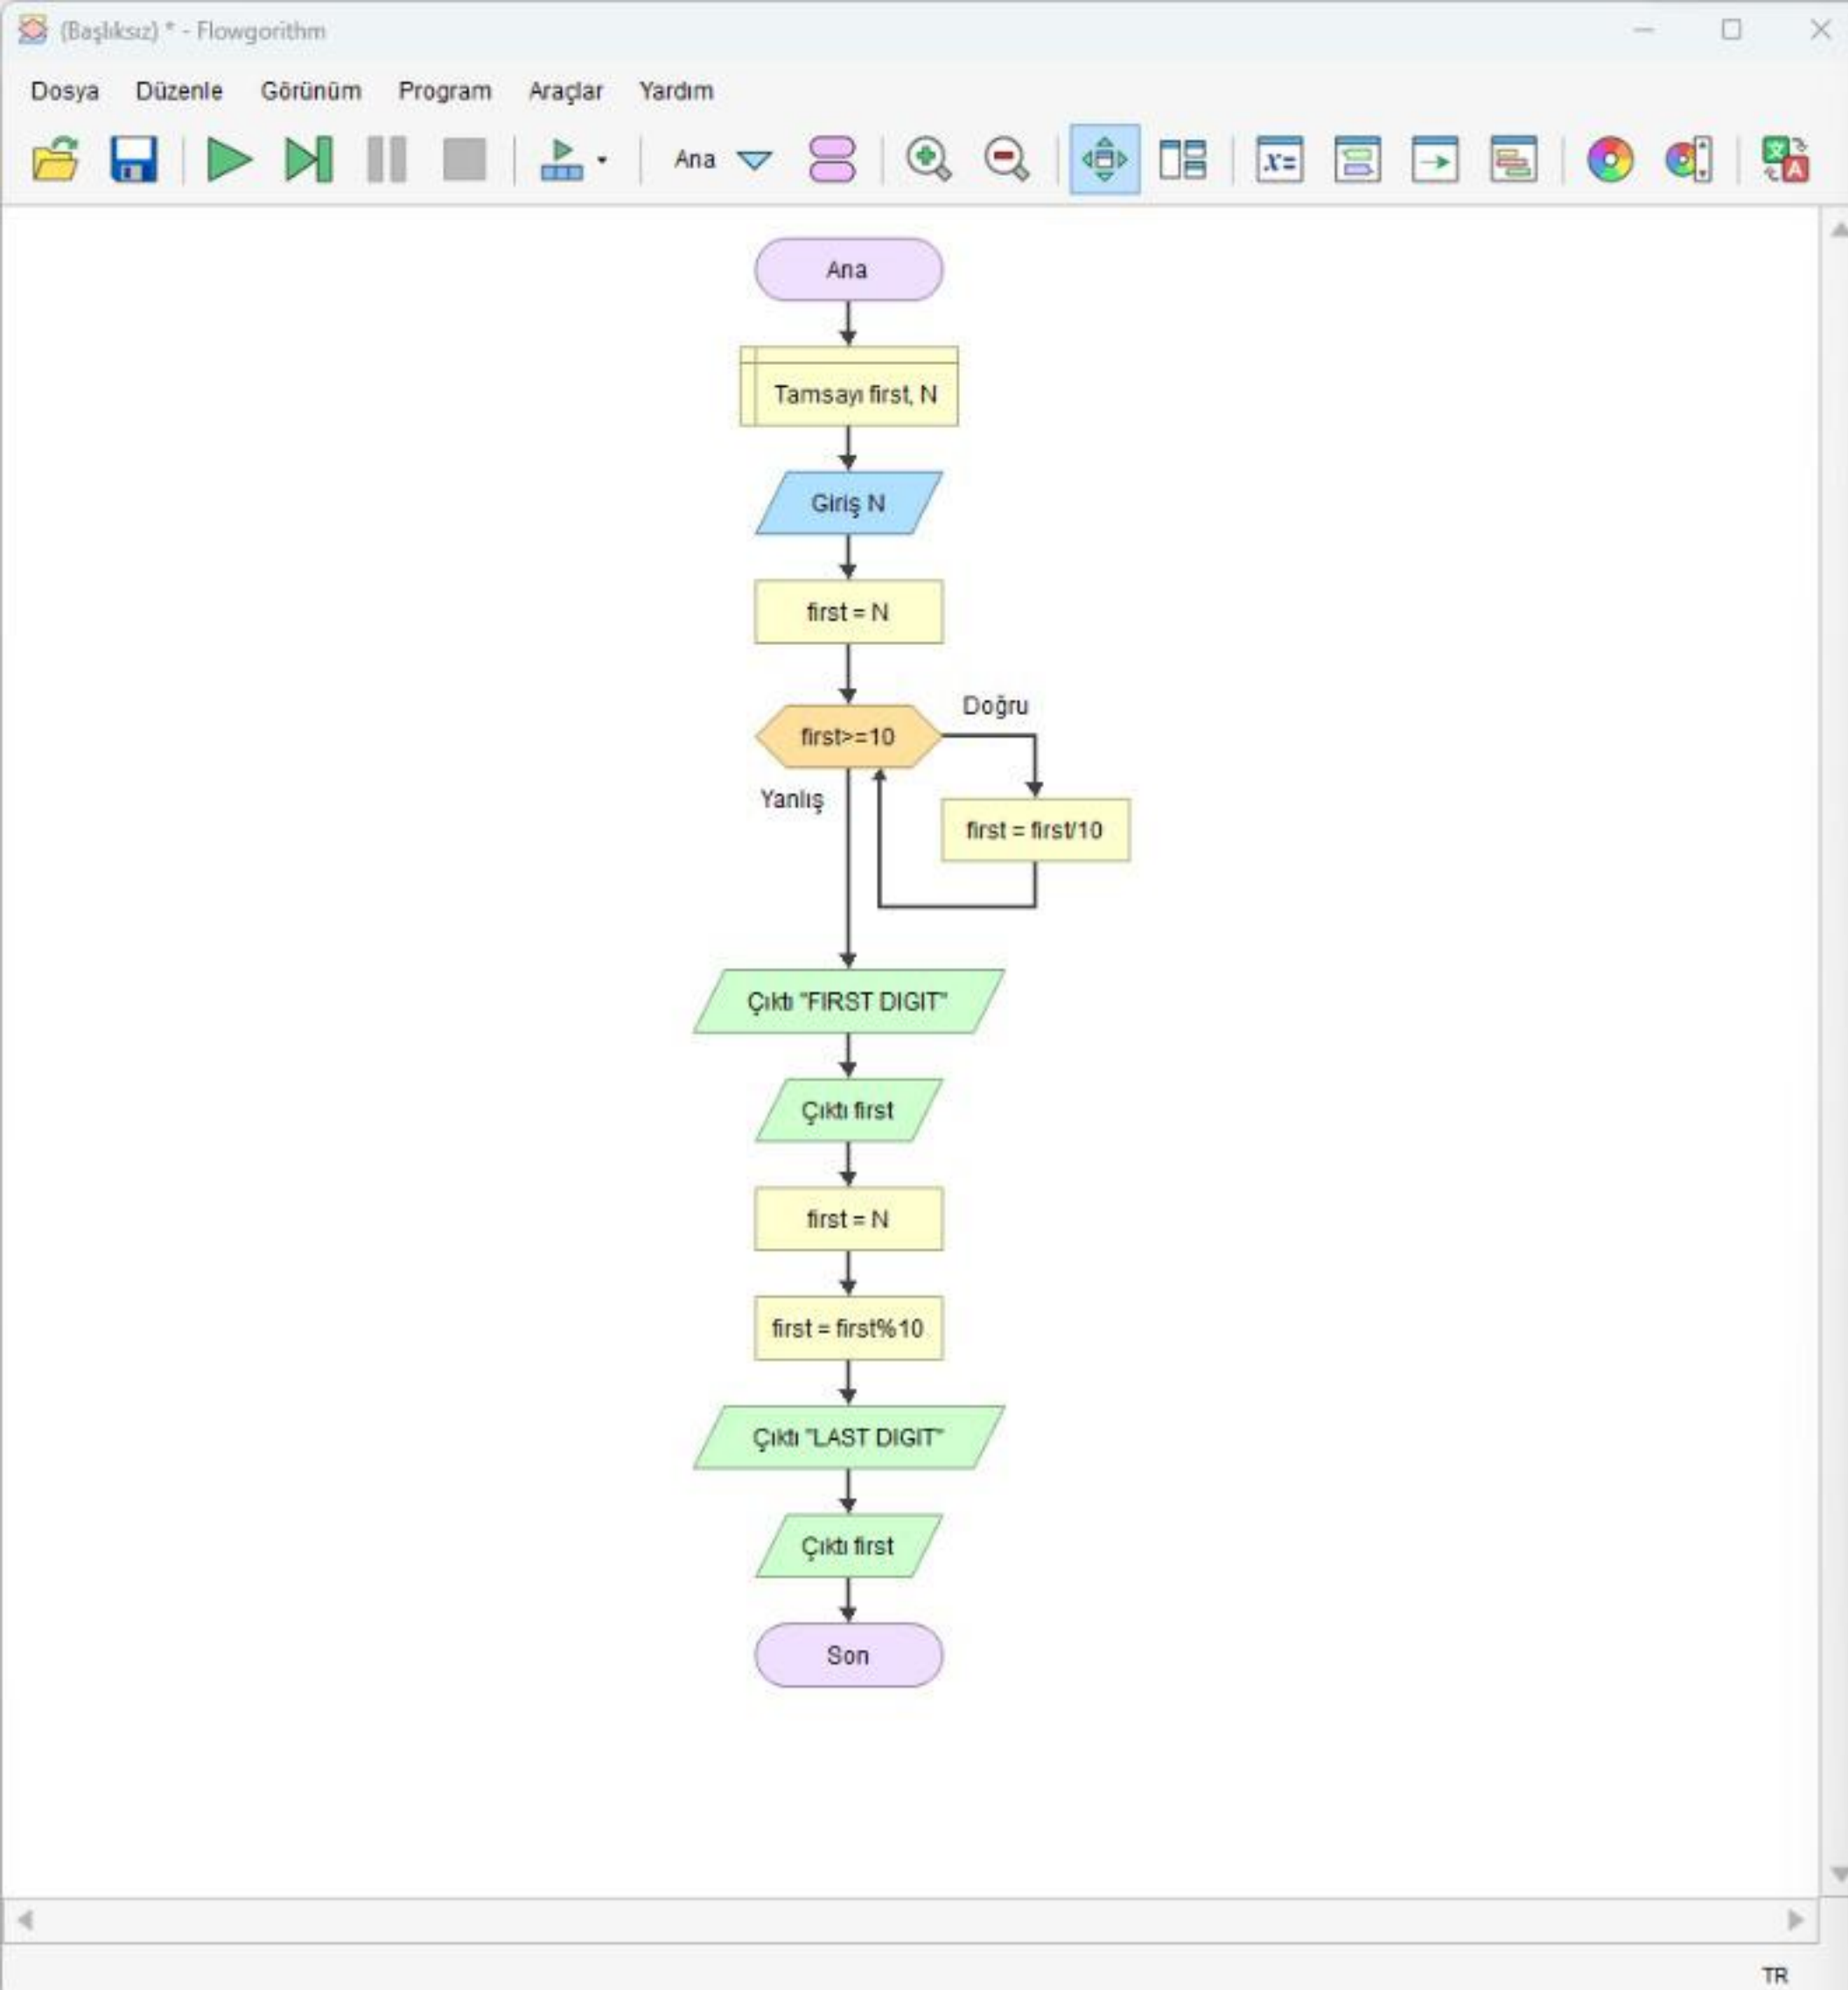 (Başlıksız) * - Flowgorithm
Dosya Düzenle Görünüm Program Araçlar Yardım
Ana x= A
Ana
Tamsayı first, N
Giriş N
first = N
Doğru
first>=10
Yanlış
first = first/10
Çıktı "FIRST DIGIT"
Çıktı first
first = N
first = first%10
Çıktı "LAST DIGIT"
Çıktı first
Son
TR